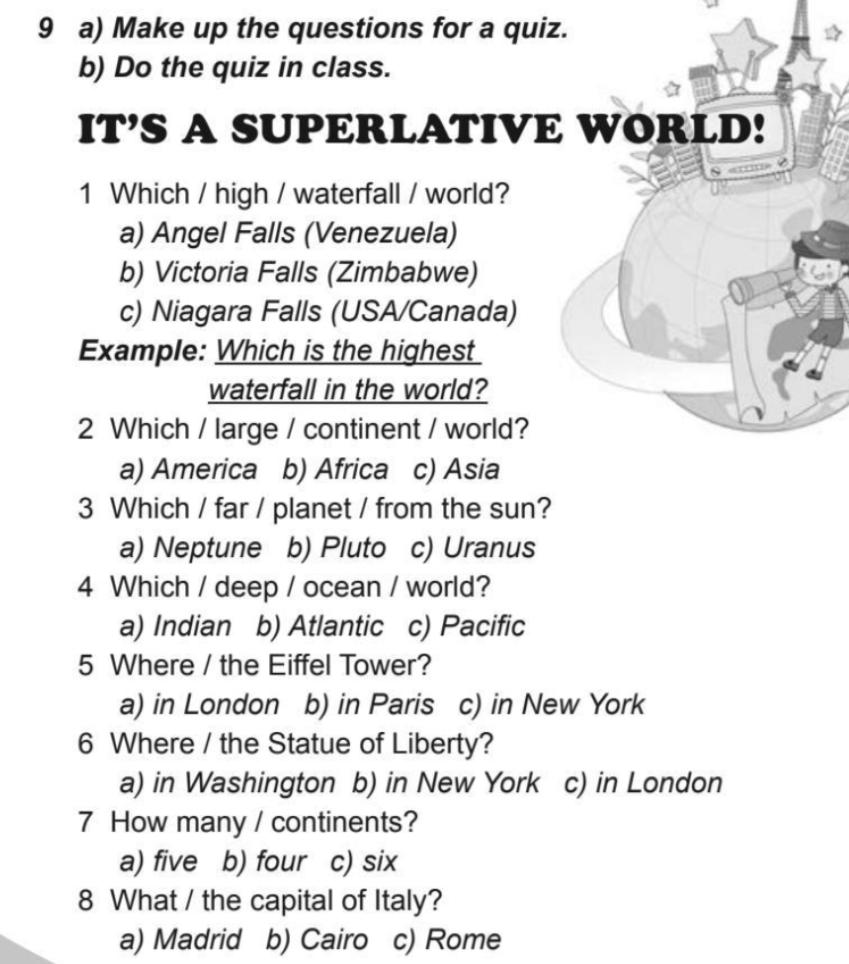 9 a) Make up the questions for a quiz.
b) Do the quiz in class.
IT'S A SUPERLATIVE WORLD!
1 Which / high / waterfall / world?
a) Angel Falls (Venezuela)
b) Victoria Falls (Zimbabwe)
c) Niagara Falls (USA/Canada)
Example: Which is the highest
waterfall in the world?
2 Which / large / continent / world?
a) America b) Africa c) Asia
3 Which / far / planet / from the sun?
a) Neptune b) Pluto c) Uranus
4 Which / deep / ocean / world?
a) Indian b) Atlantic c) Pacific
5 Where / the Eiffel Tower?
a) in London b) in Paris c) in New York
6 Where / the Statue of Liberty?
a) in Washington b) in New York c) in London
7 How many / continents?
a) five b) four c) six
8 What / the capital of Italy?
a) Madrid b) Cairo c) Rome